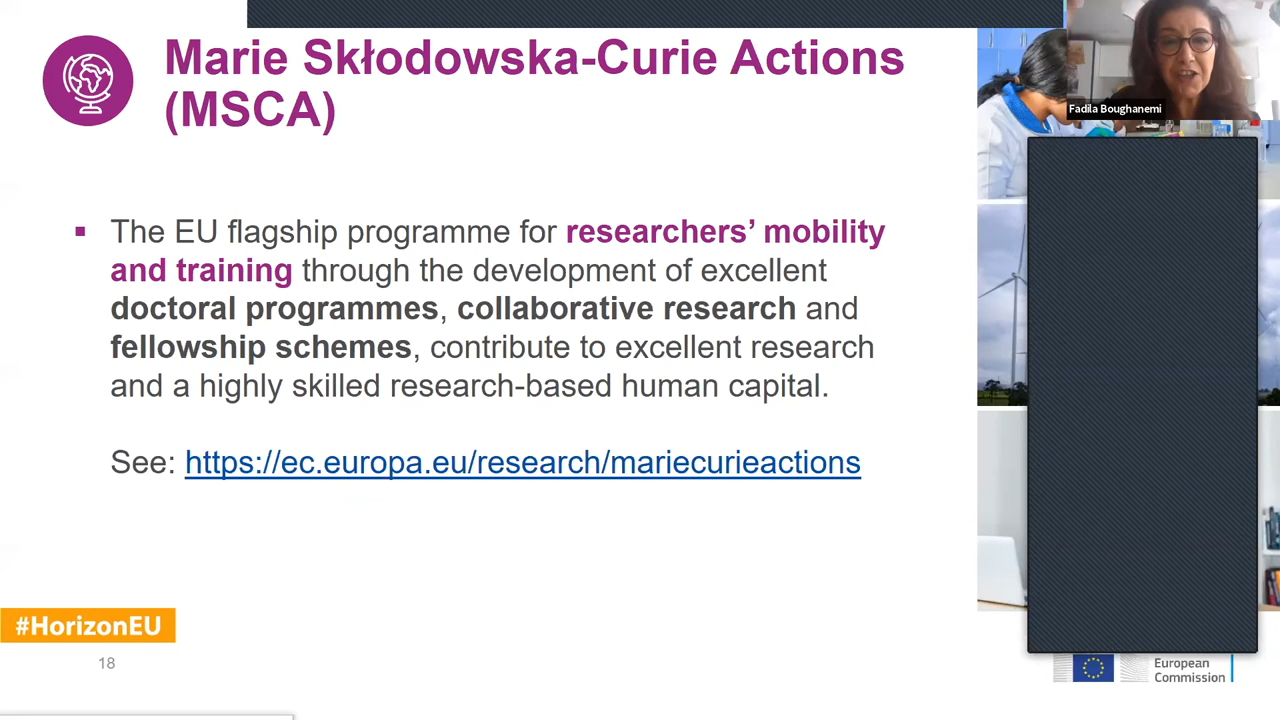 Marie Skłodowska-Curie Actions
(MSCA)
Fadila Boughanemi
▪ The EU flagship programme for researchers’ mobility
and training through the development of excellent
doctoral programmes, collaborative research and
fellowship schemes, contribute to excellent research
and a highly skilled research-based human capital.
See: https://ec.europa.eu/research/mariecurieactions
#HorizonEU
18
European
Commission